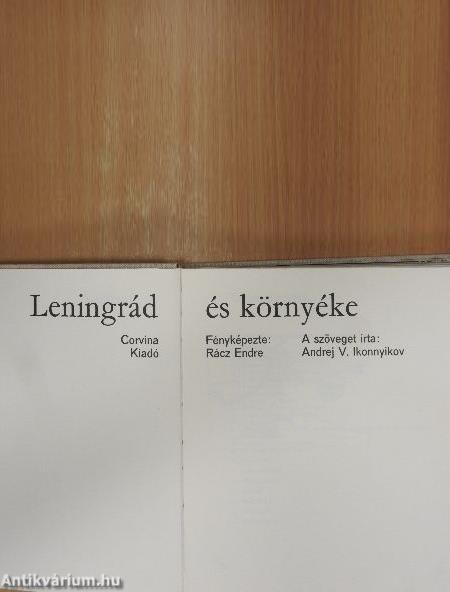 Leningrád és környéke
Corvina
Kiadó
Fényképezte:
Rácz Endre
A szöveget írta:
Andrej V. Ikonnyikov
Antikvárium.hu